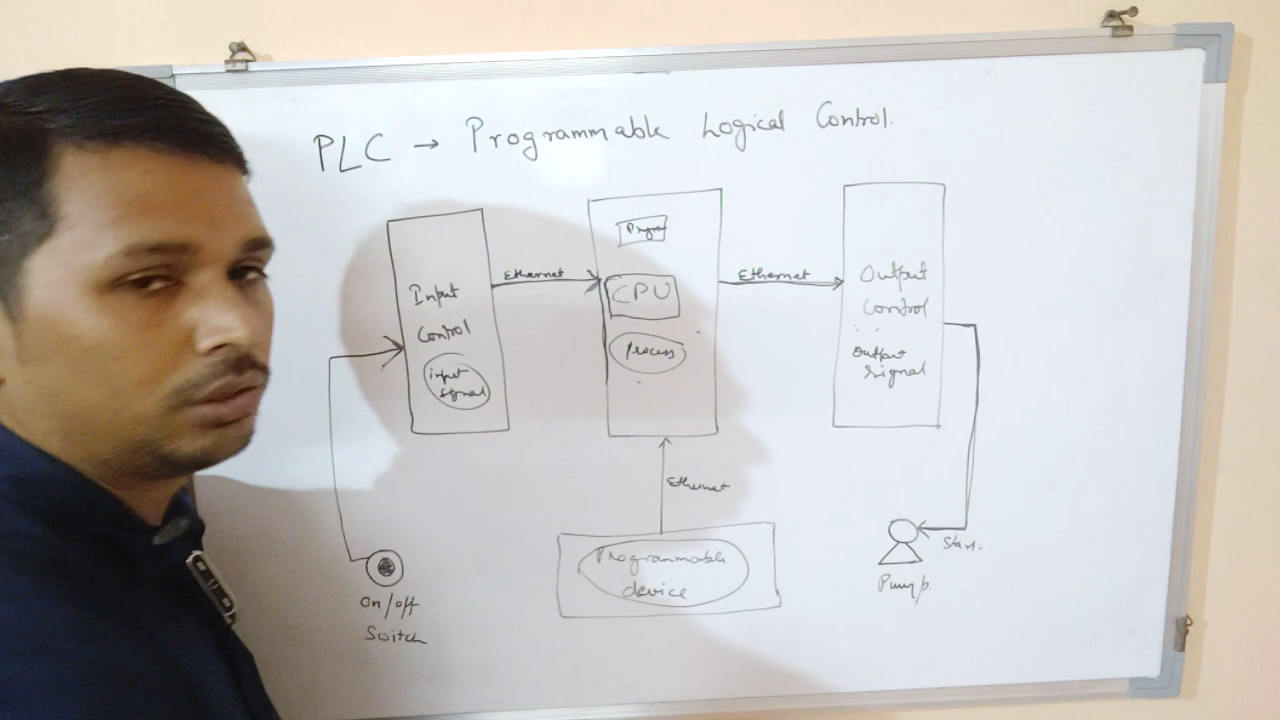 PLC → Programmable Logical Control.
Input
Control
input
signal
Ethernet
Program
CPU
Process
Ethernet
Output
Control
output
signal
Ethernet
Programmable
device
On/off
Switch
Start.
Pump.